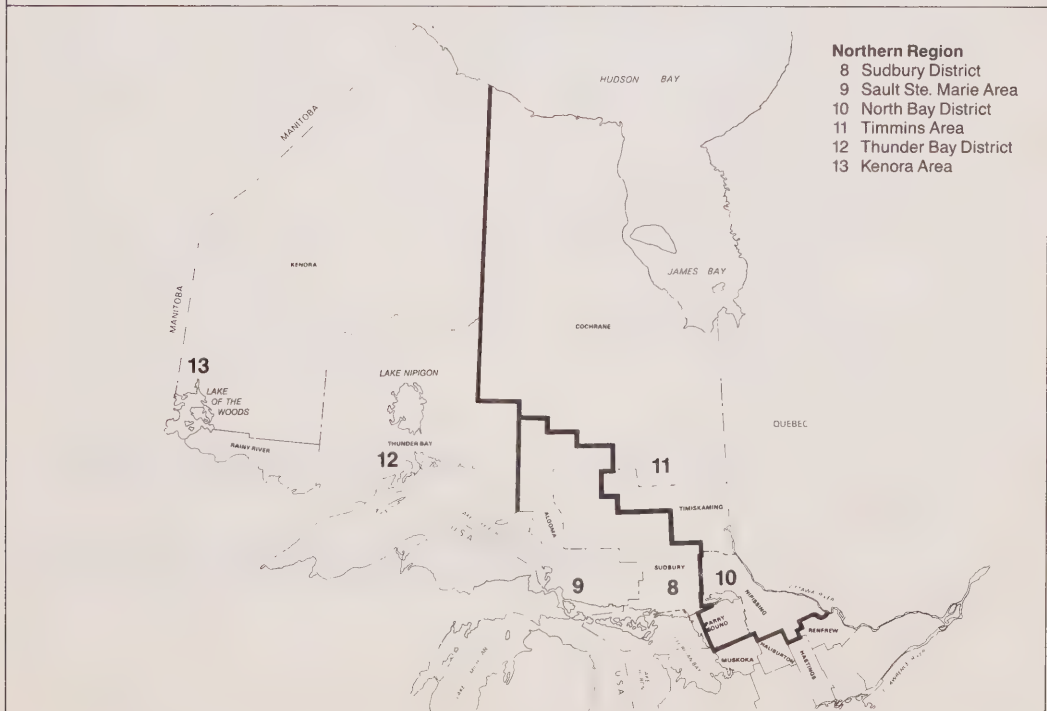 Northern Region
8 Sudbury District
9 Sault Ste. Marie Area
10 North Bay District
11 Timmins Area
12 Thunder Bay District
13 Kenora Area
HUDSON BAY
MANITOBA
KENORA
JAMES BAY
MANITOBA
COCHRANE
13
LAKE NIPIGON
LAKE
OF THE
WOODS
QUEBEC
RAINY RIVER
THUNDER BAY
12
11
TIMISKAMING
ALGOMA
USA
SUDBURY
9
8
10
NIPISSING
PARRY
SOUND
RENFREW
MUSKOKA
HALIBURTON
HASTINGS
USA